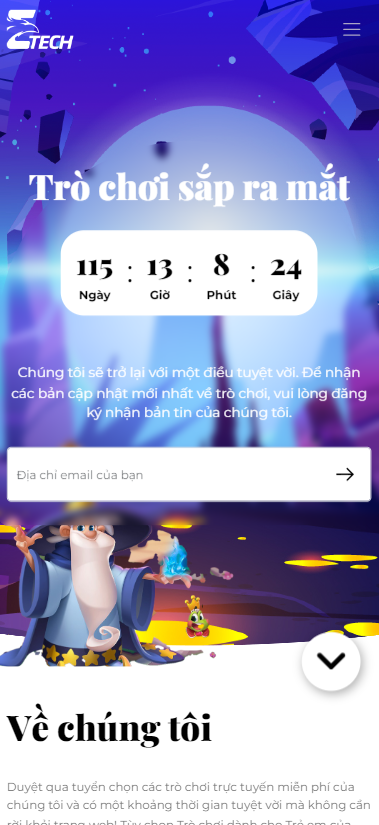 ZTECH
Trò chơi sắp ra mắt
115 : 13 : 8 : 24
Ngày Giờ Phút Giây
Chúng tôi sẽ trở lại với một điều tuyệt vời. Để nhận
các bản cập nhật mới nhất về trò chơi, vui lòng đăng
ký nhận bản tin của chúng tôi.
Địa chỉ email của bạn
Về chúng tôi
Duyệt qua tuyển chọn các trò chơi trực tuyến miễn phí của
chúng tôi và có một khoảng thời gian tuyệt vời mà không cần
rời khỏi trang web! Tùy chọn Trò chơi dành cho Trẻ em của